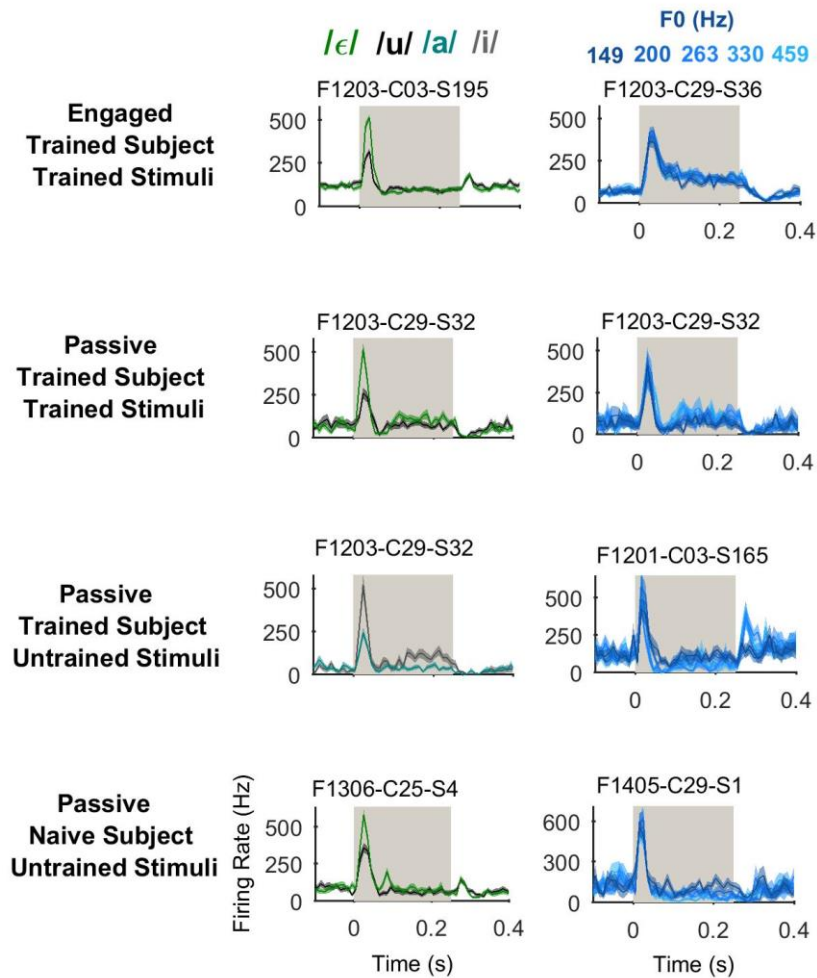 /ϵ/ /u/ /a/ /i/
F0 (Hz)
149 200 263 330 459
Engaged
Trained Subject
Trained Stimuli
F1203-C03-S195
500
250
0
F1203-C29-S36
500
250
0
0 0.2 0.4
Passive
Trained Subject
Trained Stimuli
F1203-C29-S32
500
250
0
F1203-C29-S32
500
250
0
0 0.2 0.4
Passive
Trained Subject
Untrained Stimuli
F1203-C29-S32
500
250
0
F1201-C03-S165
500
250
0
0 0.2 0.4
Passive
Naive Subject
Untrained Stimuli
Firing Rate (Hz)
F1306-C25-S4
500
250
0
0 0.2 0.4
Time (s)
F1405-C29-S1
600
300
0
0 0.2 0.4
Time (s)